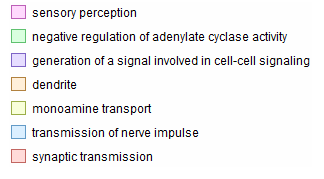 sensory perception
negative regulation of adenylate cyclase activity
generation of a signal involved in cell-cell signaling
dendrite
monoamine transport
transmission of nerve impulse
synaptic transmission